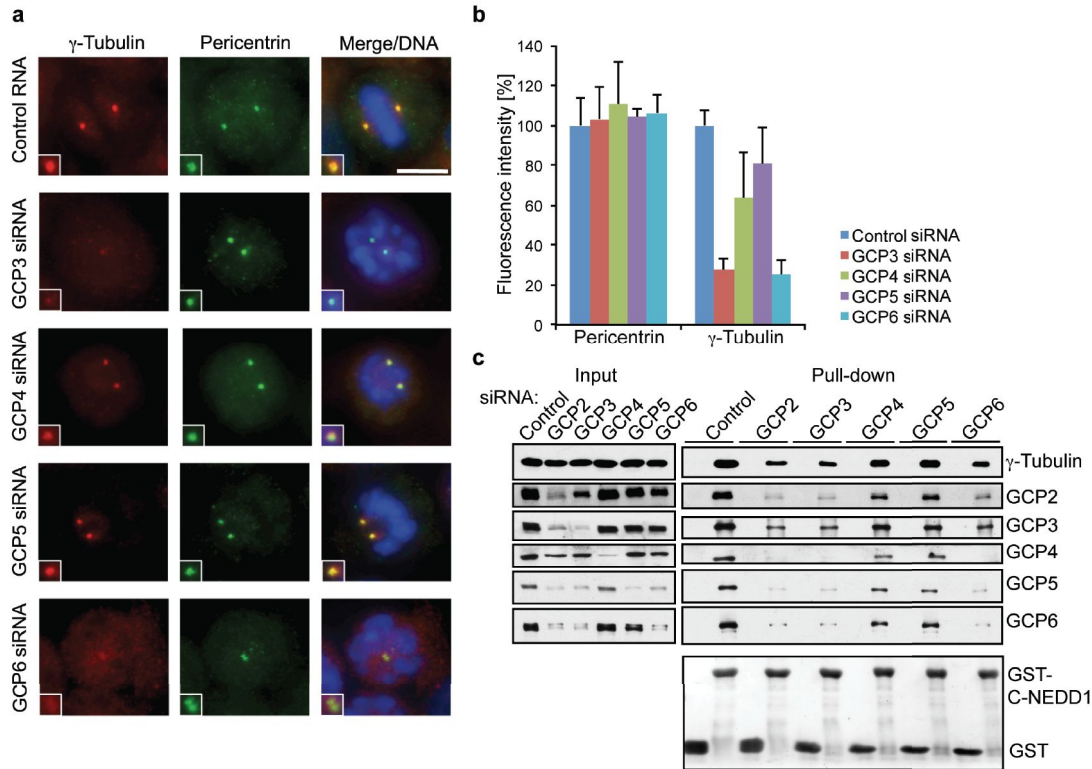 a
γ-Tubulin Pericentrin Merge/DNA
Control RNA
GCP3 siRNA
GCP4 siRNA
GCP5 siRNA
GCP6 siRNA
b
Fluorescence intensity [%]
140
120
100
80
60
40
20
0
Pericentrin γ-Tubulin
Control siRNA
GCP3 siRNA
GCP4 siRNA
GCP5 siRNA
GCP6 siRNA
c
Input Pull-down
siRNA:
Control GCP2 GCP3 GCP4 GCP5 GCP6 Control GCP2 GCP3 GCP4 GCP5 GCP6
γ-Tubulin
GCP2
GCP3
GCP4
GCP5
GCP6
GST-
C-NEDD1
GST